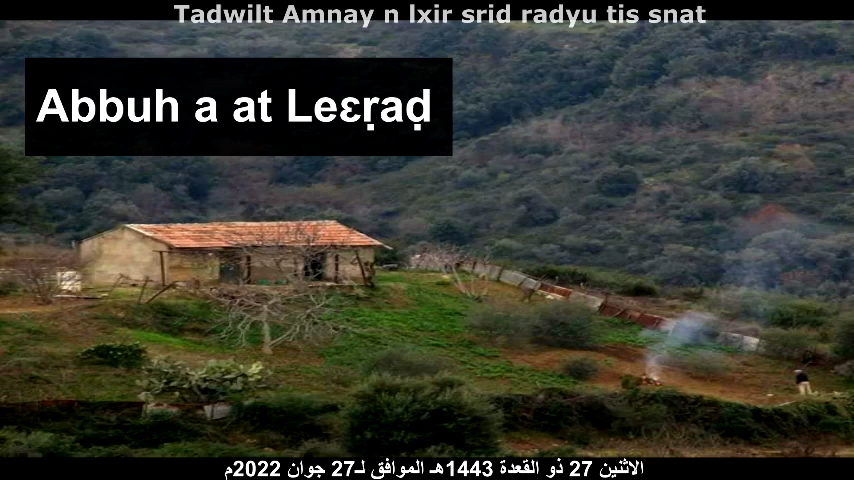 Tadwilt Amnay n lxir srid radyu tis snat
Abbuh a at Leɛṛaḍ
الاثنين 27 ذو القعدة 1443هـ الموافق لـ27 جوان 2022م